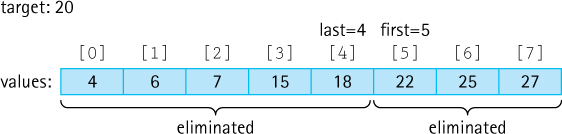 target: 20
last=4 first=5
[0] [1] [2] [3] [4] [5] [6] [7]
values: 4 6 7 15 18 22 25 27
eliminated eliminated